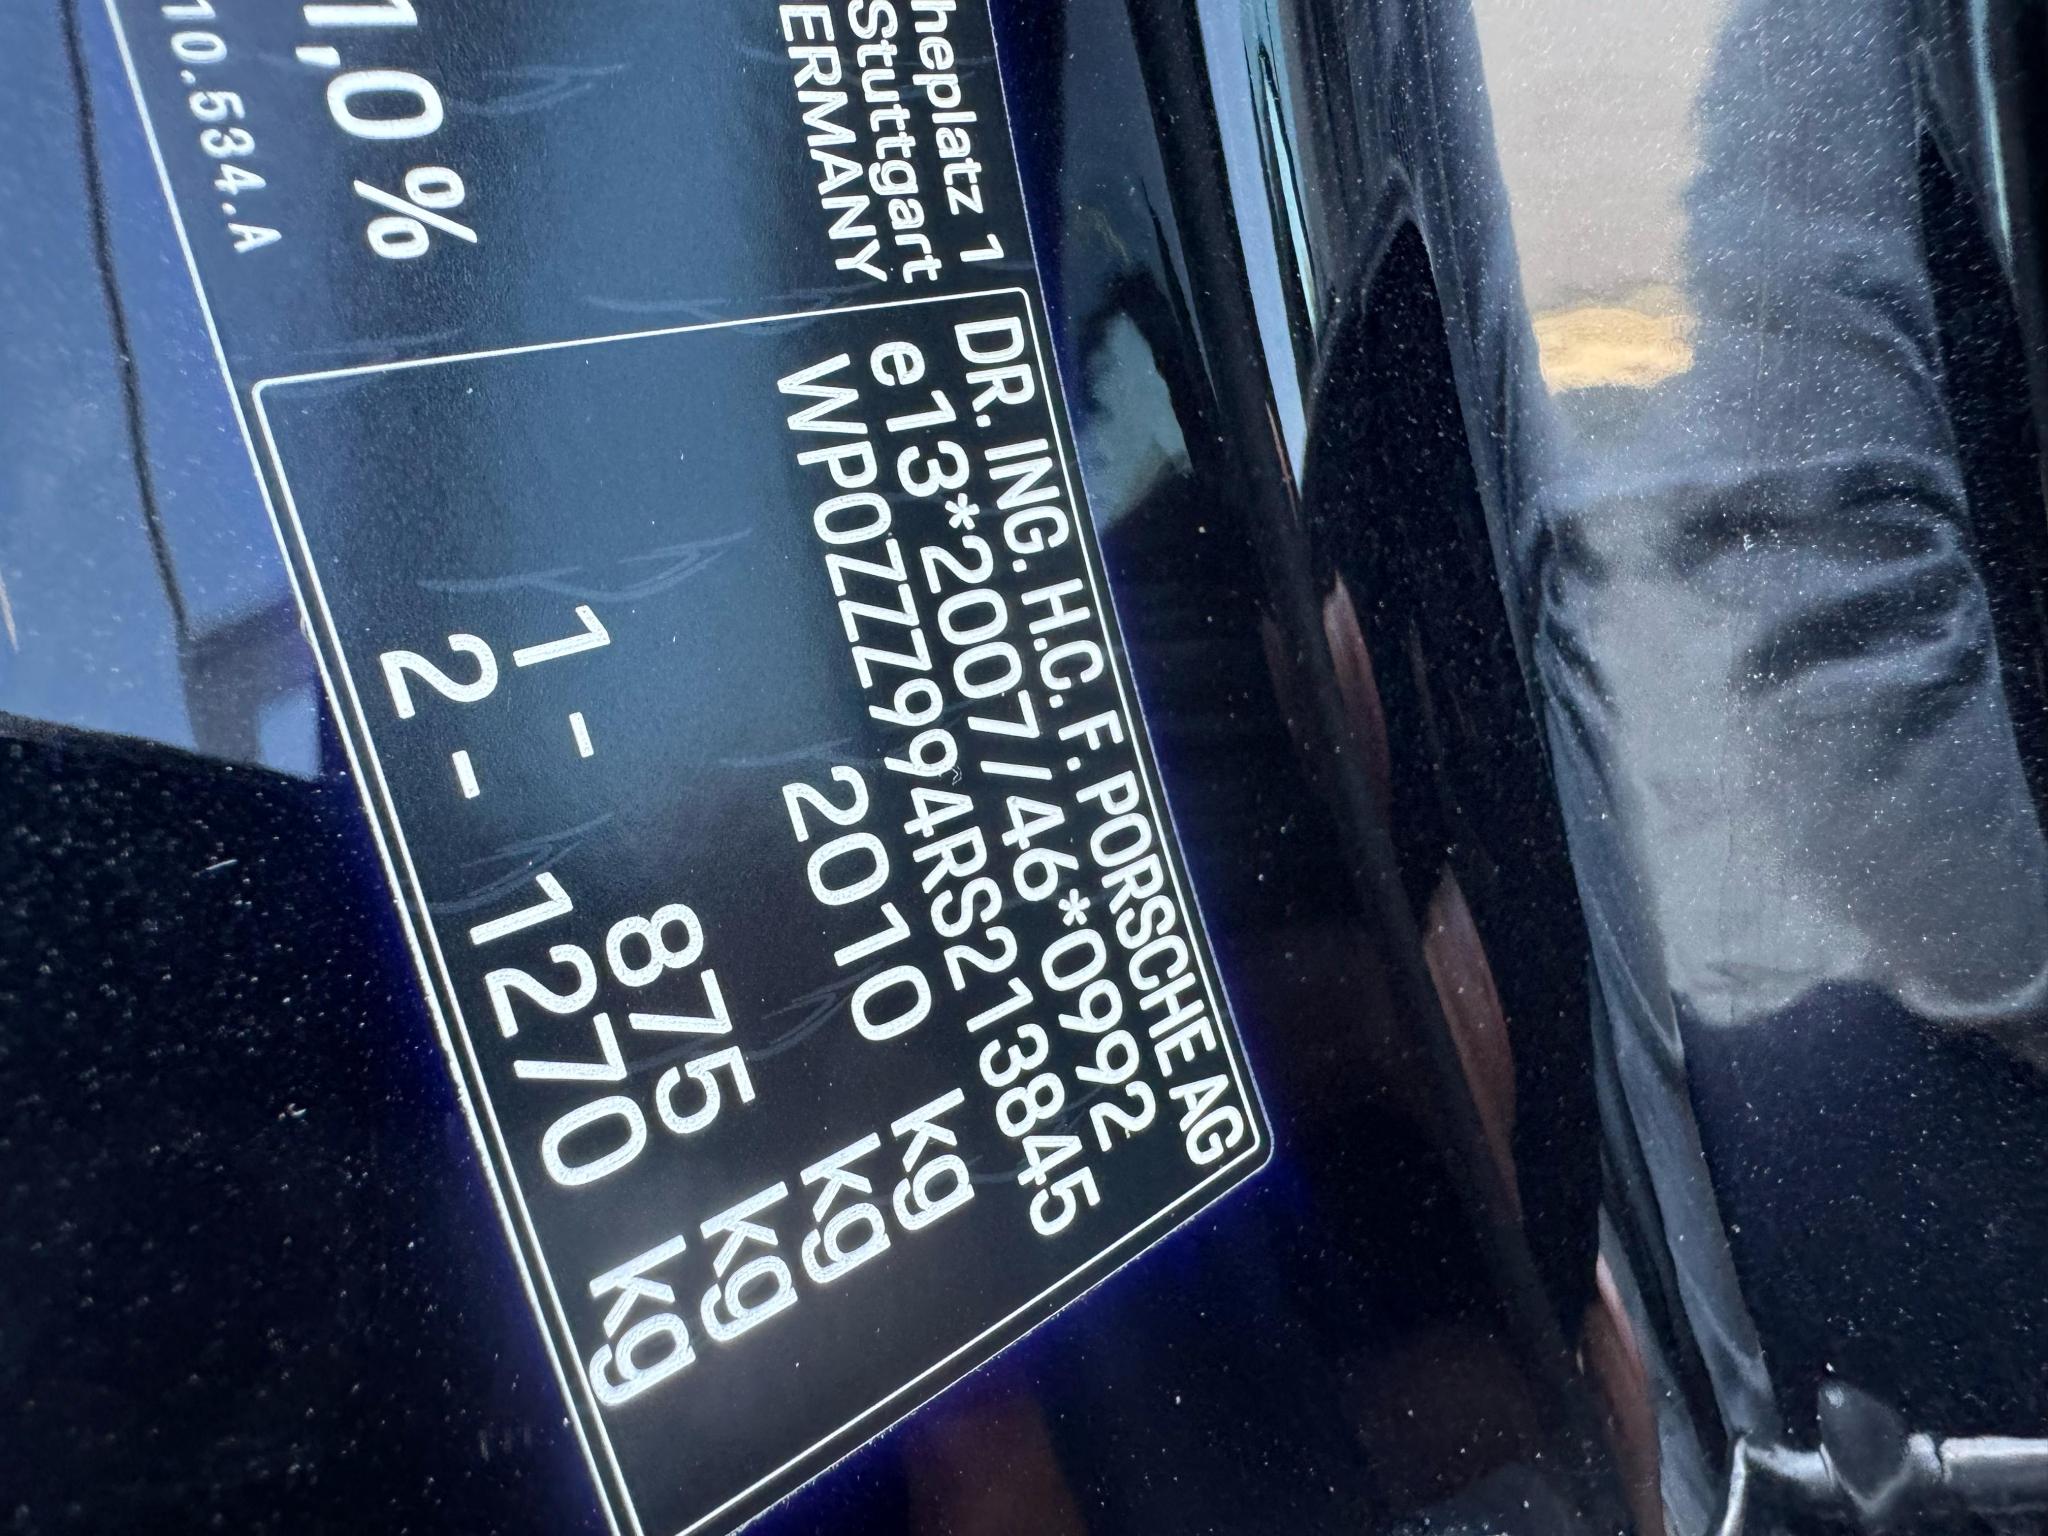 heplatz 1
Stuttgart
ERMANY
1,0 %
10.534.A
DR. ING. H.C. F. PORSCHE AG
e13*2007/46*0992
WP0ZZZ994RS213845
2010 kg
kg
1 - 875 kg
2 - 1270 kg